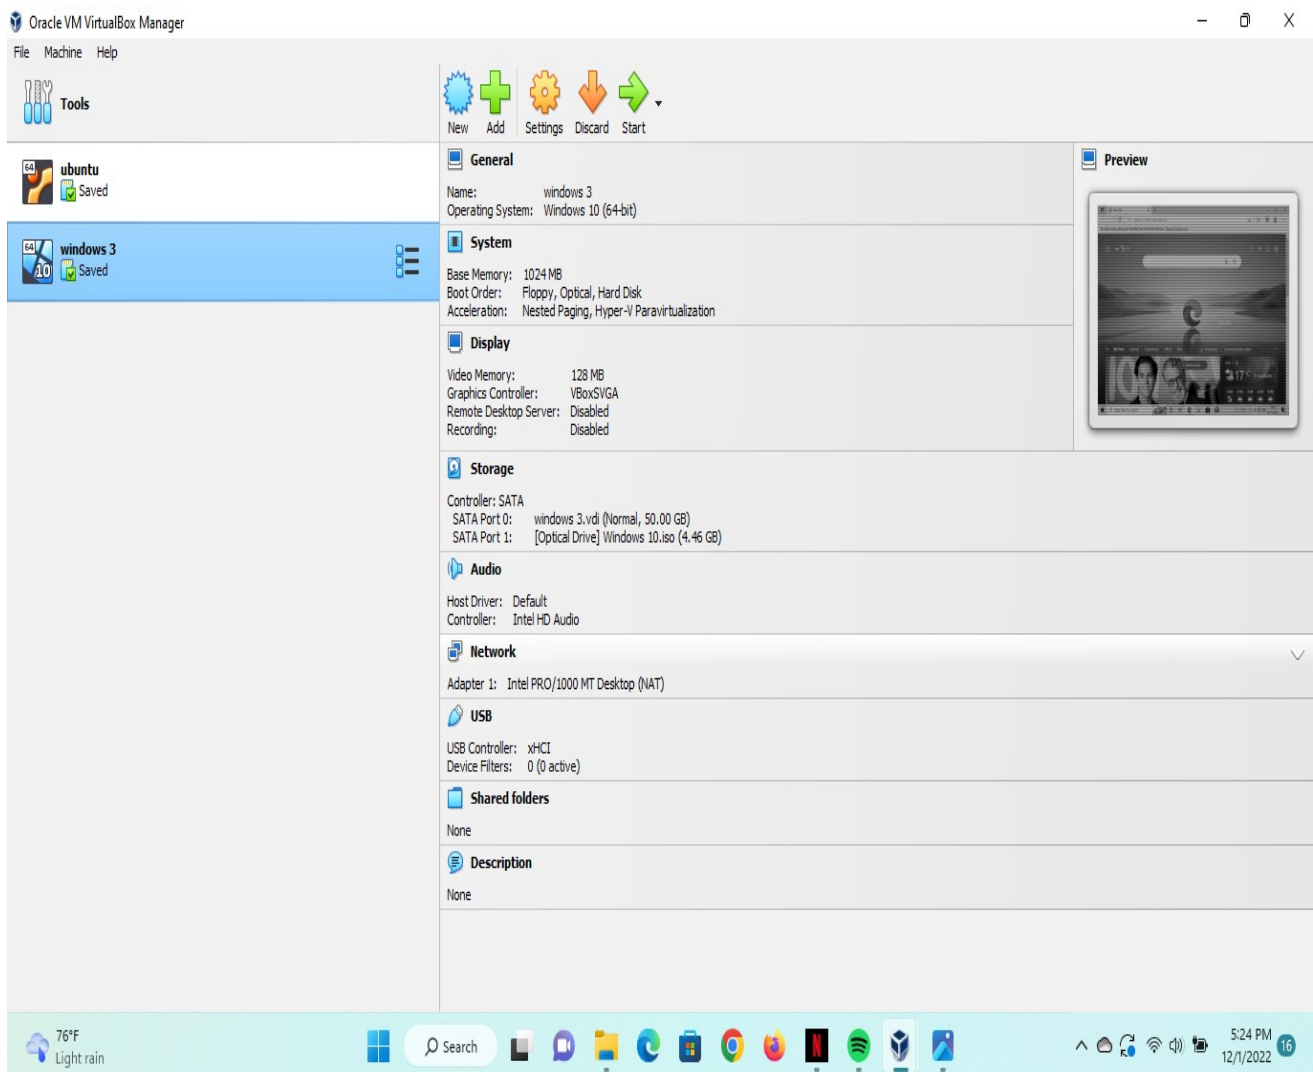 Oracle VM VirtualBox Manager
File Machine Help
Tools
New Add Settings Discard Start
64
ubuntu
Saved
64
10
windows 3
Saved
General
Name: windows 3
Operating System: Windows 10 (64-bit)
System
Base Memory: 1024 MB
Boot Order: Floppy, Optical, Hard Disk
Acceleration: Nested Paging, Hyper-V Paravirtualization
Display
Video Memory: 128 MB
Graphics Controller: VBoxSVGA
Remote Desktop Server: Disabled
Recording: Disabled
Preview
17°
Storage
Controller: SATA
SATA Port 0: windows 3.vdi (Normal, 50.00 GB)
SATA Port 1: [Optical Drive] Windows 10.iso (4.46 GB)
Audio
Host Driver: Default
Controller: Intel HD Audio
Network
Adapter 1: Intel PRO/1000 MT Desktop (NAT)
USB
USB Controller: xHCI
Device Filters: 0 (0 active)
Shared folders
None
Description
None
76°F
Light rain
Search
N
5:24 PM
12/1/2022
16